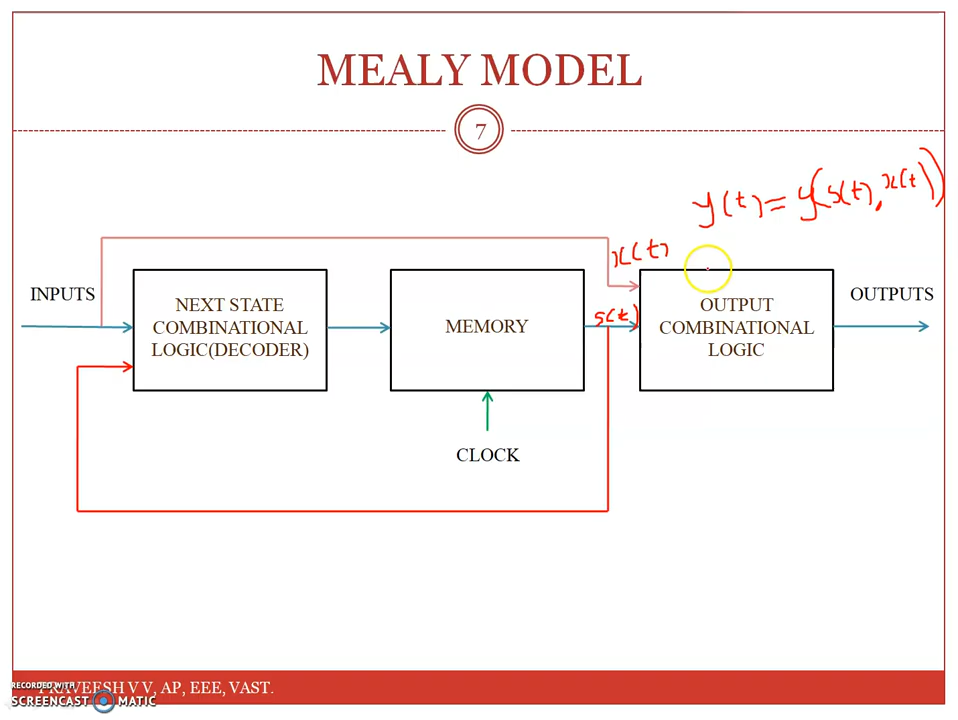 MEALY MODEL
7
y(t) = y(s(t), x(t))
x(t)
INPUTS
NEXT STATE
COMBINATIONAL
LOGIC(DECODER)
MEMORY
s(t)
OUTPUT
COMBINATIONAL
LOGIC
OUTPUTS
CLOCK
PRAVEESH V V, AP, EEE, VAST.
RECORDED WITH
SCREENCAST MATIC